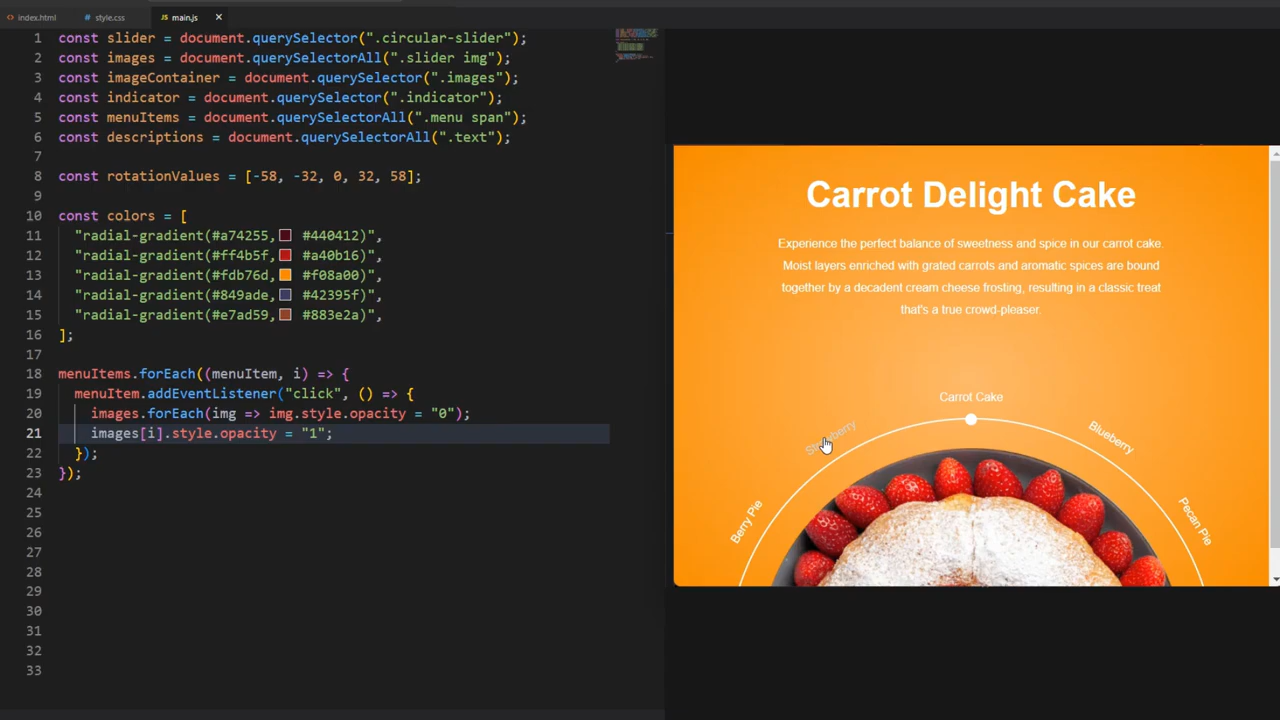 index.html
style.css
main.js
1 const slider = document.querySelector(".circular-slider");
2 const images = document.querySelectorAll(".slider img");
3 const imageContainer = document.querySelector(".images");
4 const indicator = document.querySelector(".indicator");
5 const menuItems = document.querySelectorAll(".menu span");
6 const descriptions = document.querySelectorAll(".text");
7
8 const rotationValues = [-58, -32, 0, 32, 58];
9
10 const colors = [
11 "radial-gradient(#a74255, #440412)",
12 "radial-gradient(#ff4b5f, #a40b16)",
13 "radial-gradient(#fdb76d, #f08a00)",
14 "radial-gradient(#849ade, #42395f)",
15 "radial-gradient(#e7ad59, #883e2a)",
16 ];
17
18 menuItems.forEach((menuItem, i) => {
19 menuItem.addEventListener("click", () => {
20 images.forEach(img => img.style.opacity = "0");
21 images[i].style.opacity = "1";
22 });
23 });
24
25
26
27
28
29
30
31
32
33
Carrot Delight Cake
Experience the perfect balance of sweetness and spice in our carrot cake.
Moist layers enriched with grated carrots and aromatic spices are bound
together by a decadent cream cheese frosting, resulting in a classic treat
that's a true crowd-pleaser.
Berry Pie
Strawberry
Carrot Cake
Blueberry
Pecan Pie